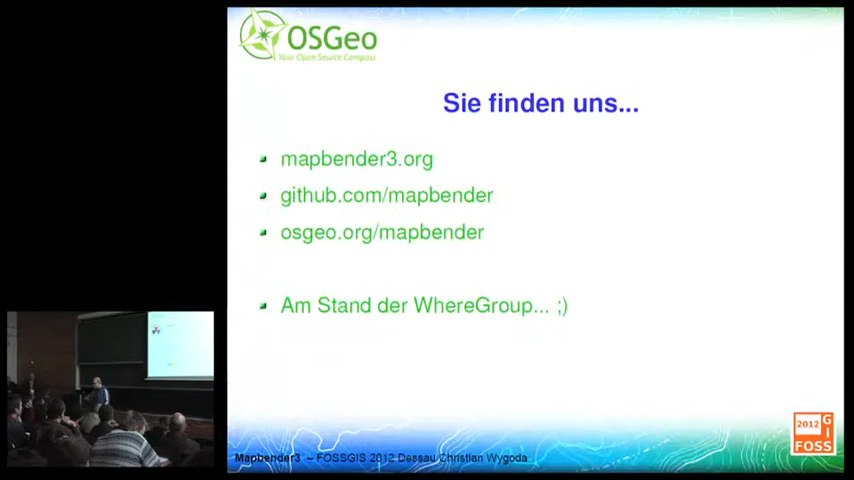 OSGeo
Your Open Source Compass
Sie finden uns...
mapbender3.org
github.com/mapbender
osgeo.org/mapbender
Am Stand der WhereGroup... ;)
2012
GIS
FOSS
Mapbender3 – FOSSGIS 2012 Dessau Christian Wygoda